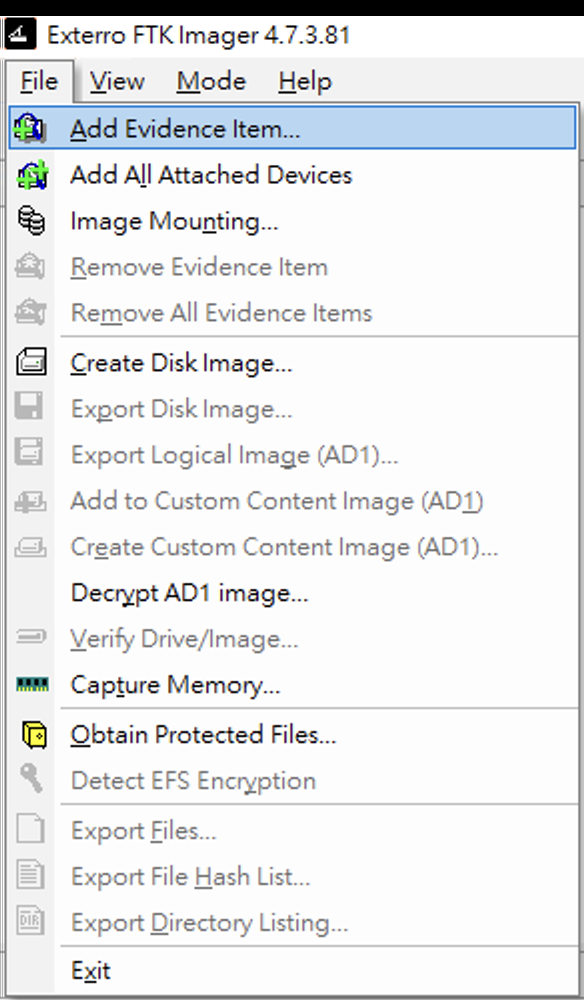 Exterro FTK Imager 4.7.3.81
File View Mode Help
Add Evidence Item...
Add All Attached Devices
Image Mounting...
Remove Evidence Item
Remove All Evidence Items
Create Disk Image...
Export Disk Image...
Export Logical Image (AD1)...
Add to Custom Content Image (AD1)
Create Custom Content Image (AD1)...
Decrypt AD1 image...
Verify Drive/Image...
Capture Memory...
Obtain Protected Files...
Detect EFS Encryption
Export Files...
Export File Hash List...
DIR Export Directory Listing...
Exit